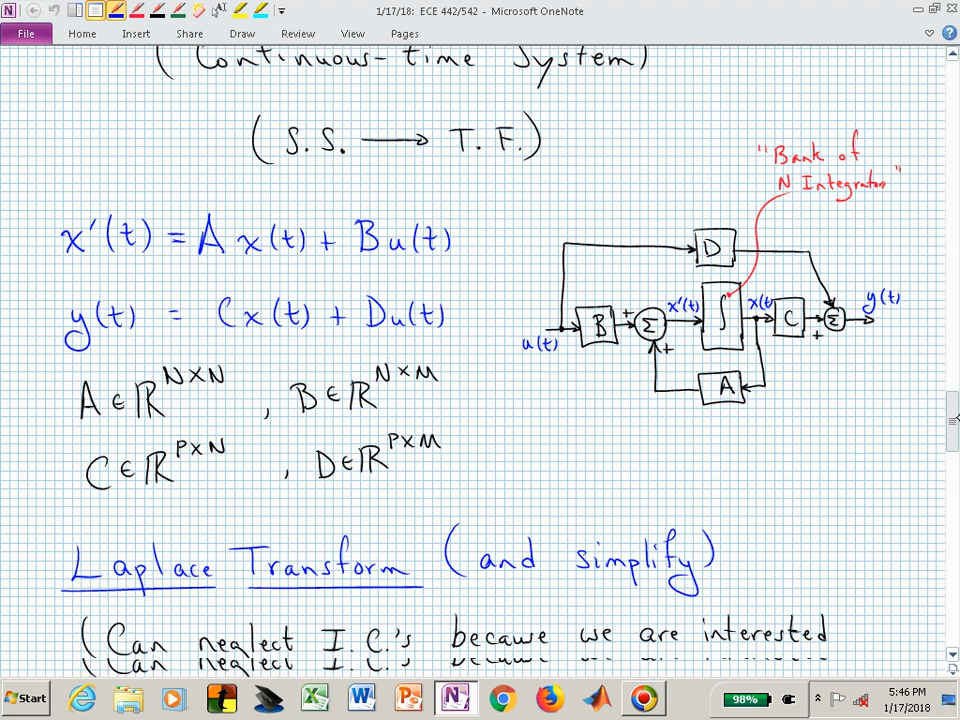 1/17/18: ECE 442/542 - Microsoft OneNote
File Home Insert Share Draw Review View Pages
(Continuous-time System)
(S.S. → T.F.)
"Bank of
N Integrators"
x'(t) = A x(t) + B u(t)
y(t) = C x(t) + D u(t)
D
u(t) B + Σ x'(t) ∫ x(t) C + Σ + y(t)
+
A
A ∈ ℝ^{N×N} , B ∈ ℝ^{N×M}
C ∈ ℝ^{P×N} , D ∈ ℝ^{P×M}
Laplace Transform (and simplify)
(Can neglect I.C.'s because we are interested
Start
98%
5:46 PM
1/17/2018